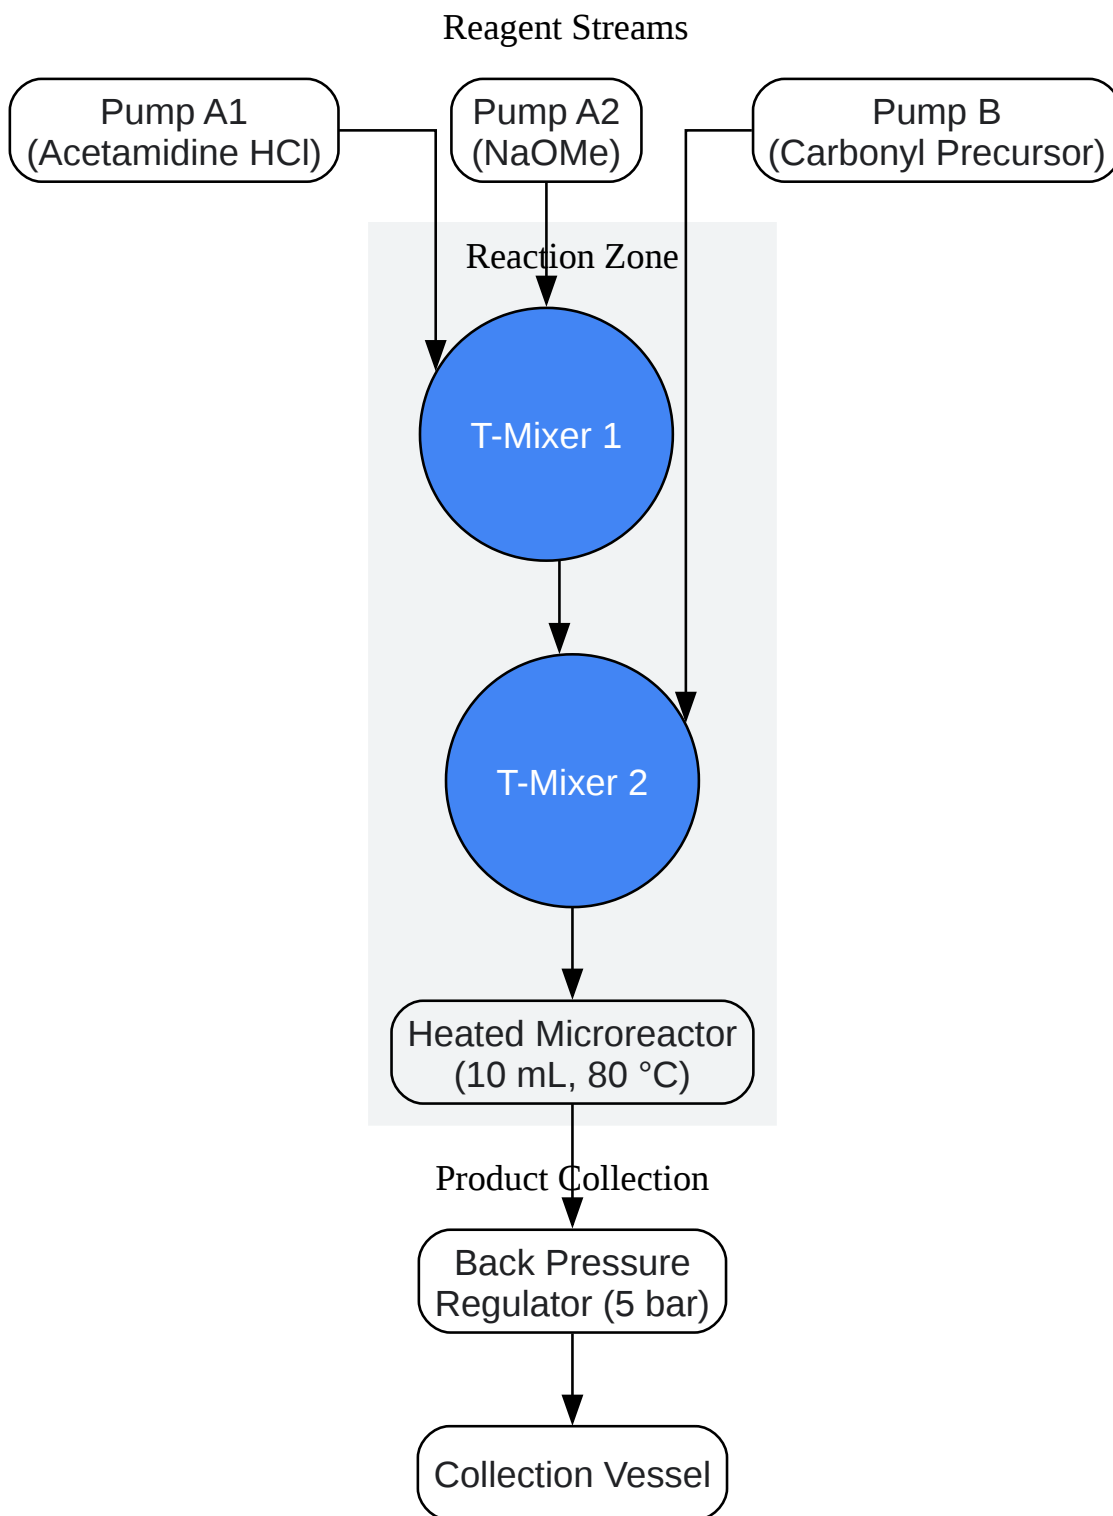 Reagent Streams
Pump A1
(Acetamidine HCl)
Pump A2
(NaOMe)
Pump B
(Carbonyl Precursor)
Reaction Zone
T-Mixer 1
T-Mixer 2
Heated Microreactor
(10 mL, 80 °C)
Product Collection
Back Pressure
Regulator (5 bar)
Collection Vessel